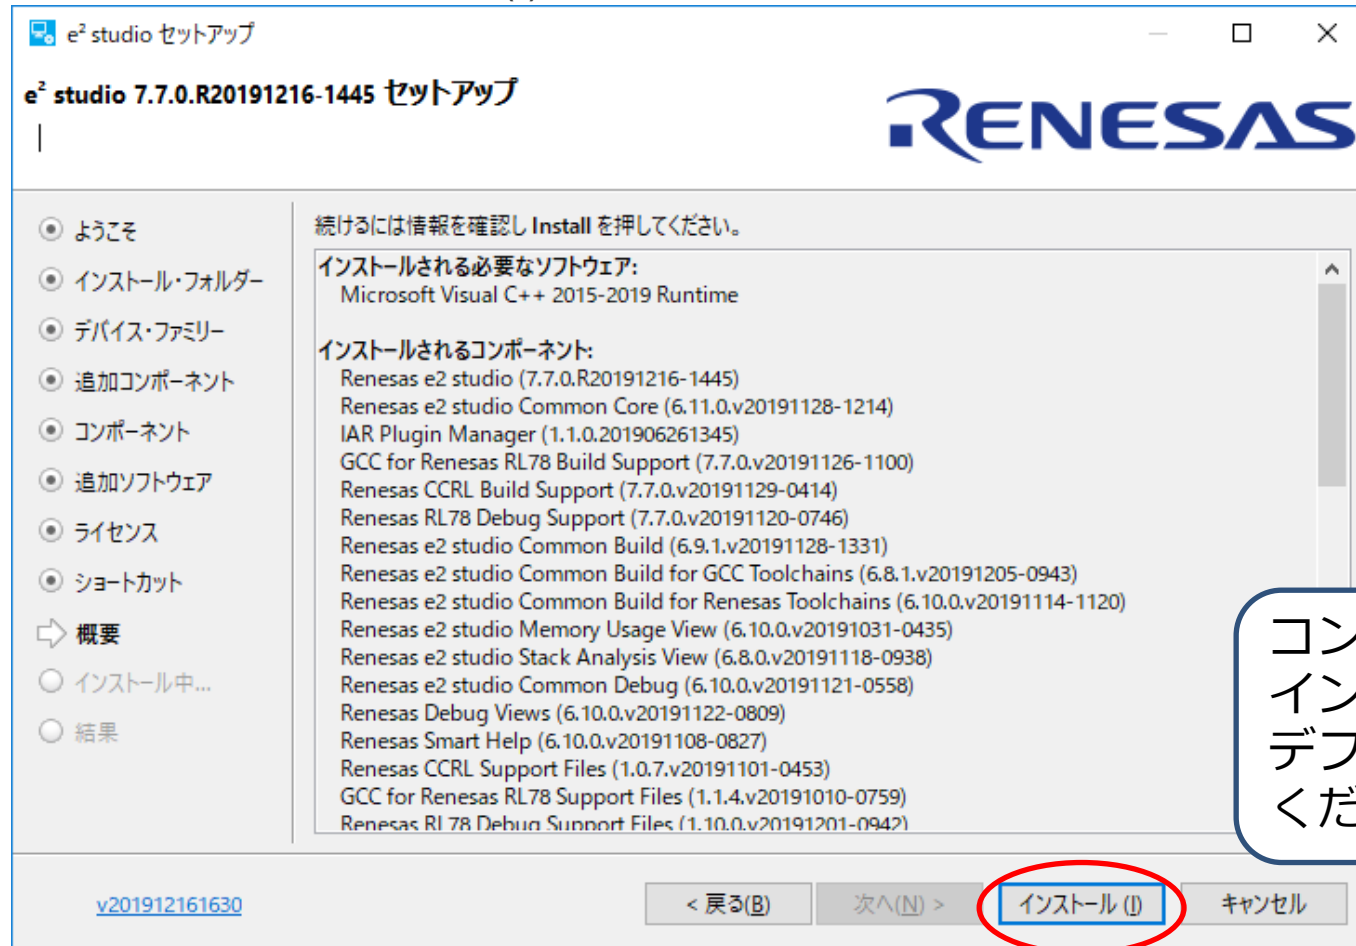 e² studio セットアップ
e² studio 7.7.0.R20191216-1445 セットアップ
RENESAS
ようこそ
インストール・フォルダー
デバイス・ファミリー
追加コンポーネント
コンポーネント
追加ソフトウェア
ライセンス
ショートカット
概要
インストール中...
結果
続けるには情報を確認し Install を押してください。
インストールされる必要なソフトウェア:
Microsoft Visual C++ 2015-2019 Runtime
インストールされるコンポーネント:
Renesas e2 studio (7.7.0.R20191216-1445)
Renesas e2 studio Common Core (6.11.0.v20191128-1214)
IAR Plugin Manager (1.1.0.201906261345)
GCC for Renesas RL78 Build Support (7.7.0.v20191126-1100)
Renesas CCRL Build Support (7.7.0.v20191129-0414)
Renesas RL78 Debug Support (7.7.0.v20191120-0746)
Renesas e2 studio Common Build (6.9.1.v20191128-1331)
Renesas e2 studio Common Build for GCC Toolchains (6.8.1.v20191205-0943)
Renesas e2 studio Common Build for Renesas Toolchains (6.10.0.v20191114-1120)
Renesas e2 studio Memory Usage View (6.10.0.v20191031-0435)
Renesas e2 studio Stack Analysis View (6.8.0.v20191118-0938)
Renesas e2 studio Common Debug (6.10.0.v20191121-0558)
Renesas Debug Views (6.10.0.v20191122-0809)
Renesas Smart Help (6.10.0.v20191108-0827)
Renesas CCRL Support Files (1.0.7.v20191101-0453)
GCC for Renesas RL78 Support Files (1.1.4.v20191010-0759)
Renesas RL78 Debug Support Files (1.10.0.v20191201-0942)
コン
イン
デフ
くだ
v201912161630
< 戻る(B)
次へ(N) >
インストール (I)
キャンセル